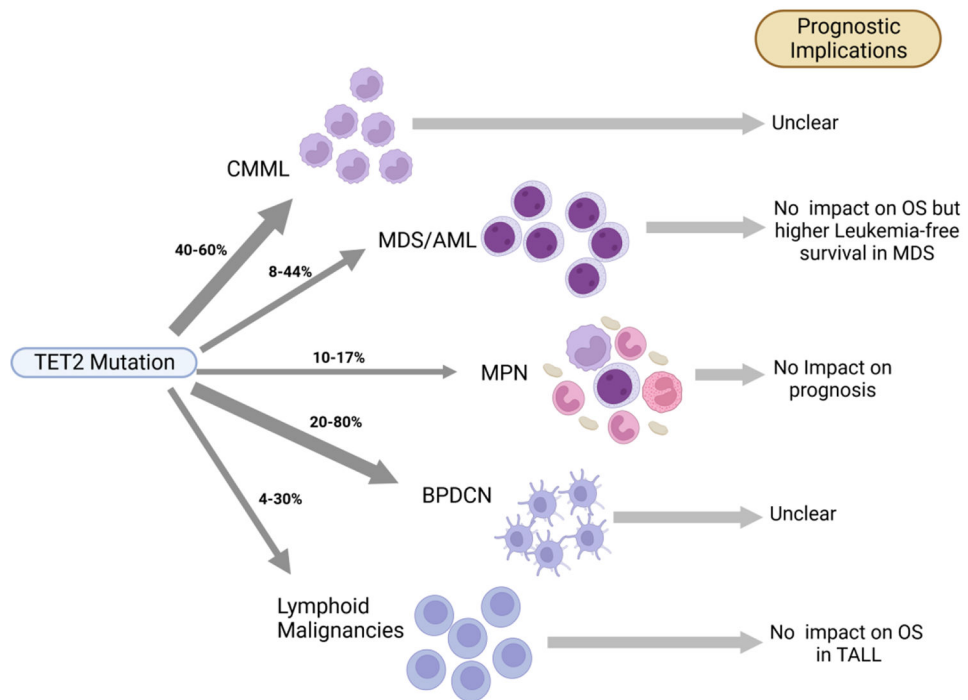 Prognostic
Implications
Unclear
CMML
40-60%
No impact on OS but
higher Leukemia-free
survival in MDS
MDS/AML
8-44%
TET2 Mutation
10-17%
MPN
No Impact on
prognosis
20-80%
BPDCN
Unclear
4-30%
Lymphoid
Malignancies
No impact on OS
in TALL